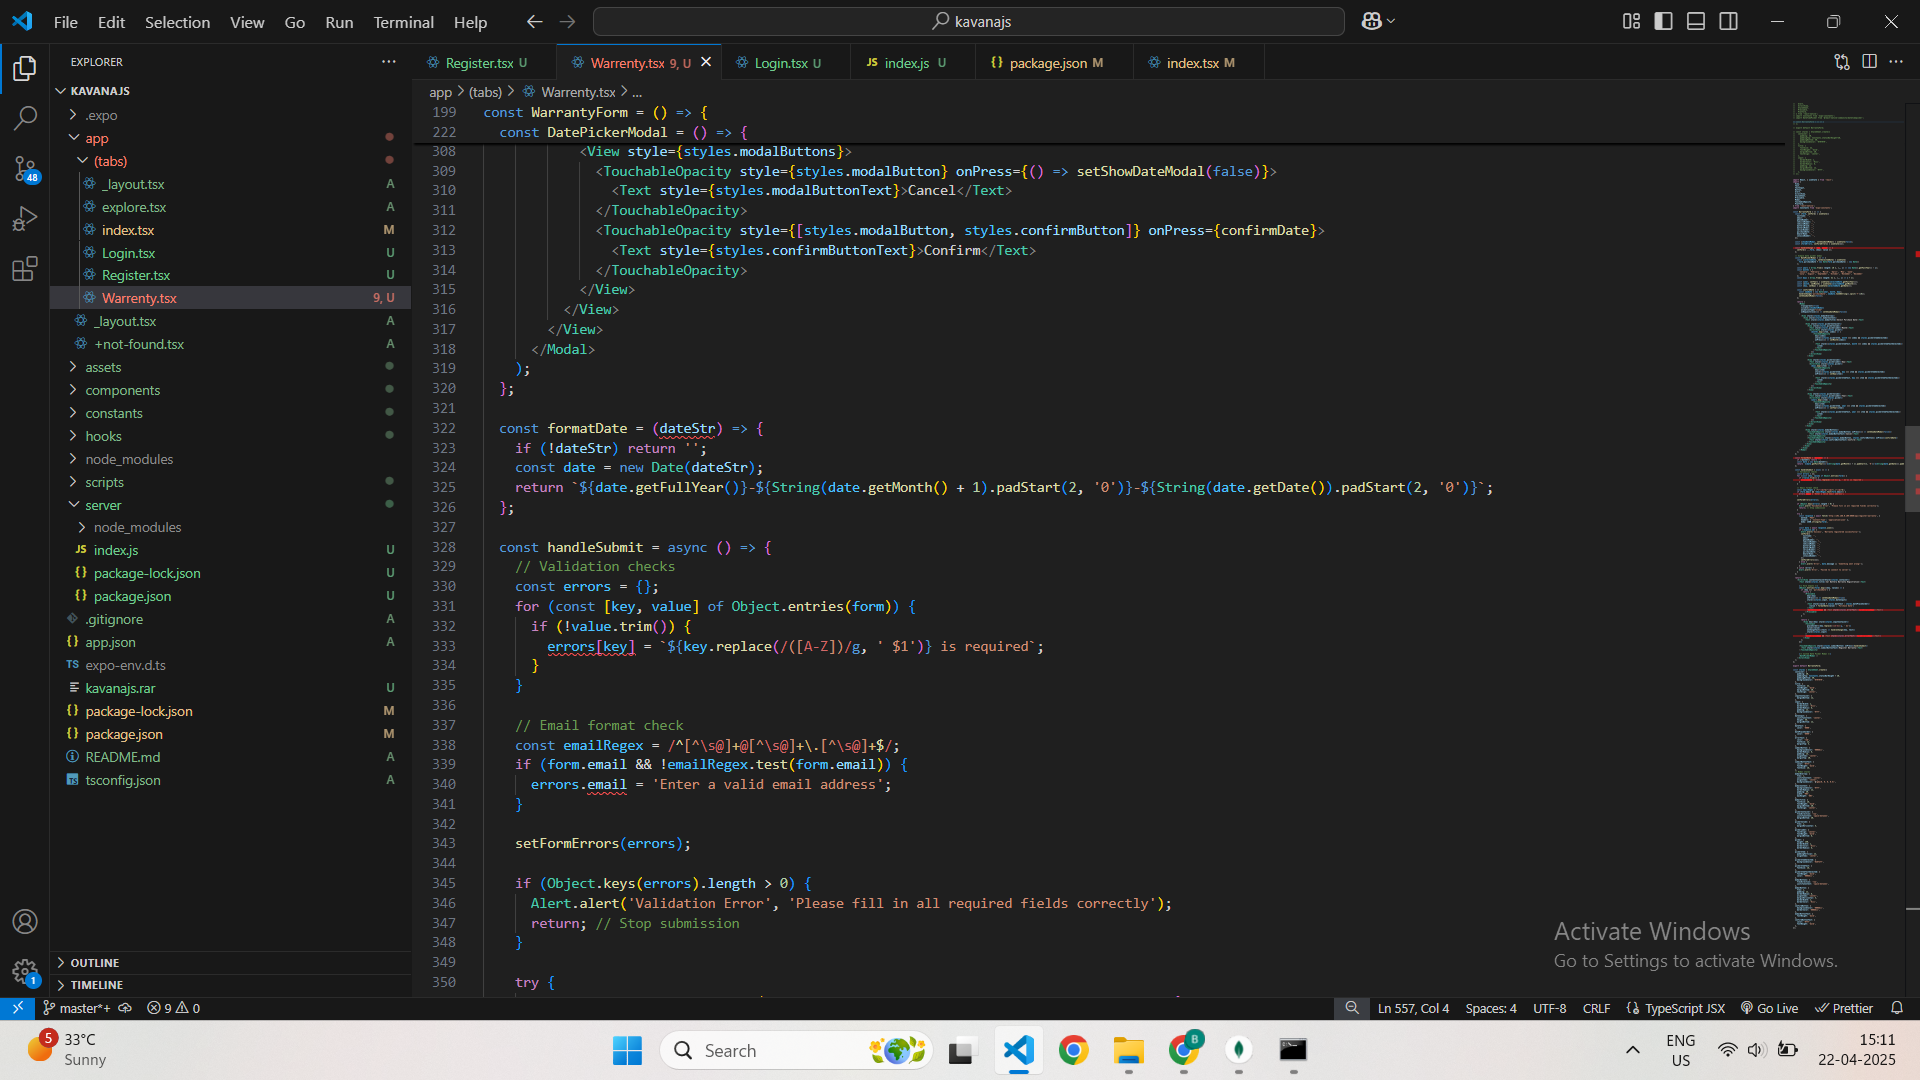 File Edit Selection View Go Run Terminal Help
kavanajs
EXPLORER
KAVANAJS
.expo
app
(tabs)
_layout.tsx A
explore.tsx A
index.tsx M
Login.tsx U
Register.tsx U
Warrenty.tsx 9, U
_layout.tsx A
+not-found.tsx A
assets
components
constants
hooks
node_modules
scripts
server
node_modules
index.js U
package-lock.json U
package.json U
.gitignore A
app.json A
expo-env.d.ts
kavanajs.rar U
package-lock.json M
package.json M
README.md A
tsconfig.json A
OUTLINE
TIMELINE
48
1
Register.tsx U Warrenty.tsx 9, U Login.tsx U JS index.js U {} package.json M index.tsx M
app > (tabs) > Warrenty.tsx > ...
199 const WarrantyForm = () => {
222 const DatePickerModal = () => {
308 <View style={styles.modalButtons}>
309 <TouchableOpacity style={styles.modalButton} onPress={() => setShowDateModal(false)}>
310 <Text style={styles.modalButtonText}>Cancel</Text>
311 </TouchableOpacity>
312 <TouchableOpacity style={[styles.modalButton, styles.confirmButton]} onPress={confirmDate}>
313 <Text style={styles.confirmButtonText}>Confirm</Text>
314 </TouchableOpacity>
315 </View>
316 </View>
317 </View>
318 </Modal>
319 );
320 };
321
322 const formatDate = (dateStr) => {
323 if (!dateStr) return '';
324 const date = new Date(dateStr);
325 return `${date.getFullYear()}-${String(date.getMonth() + 1).padStart(2, '0')}-${String(date.getDate()).padStart(2, '0')}`;
326 };
327
328 const handleSubmit = async () => {
329 // Validation checks
330 const errors = {};
331 for (const [key, value] of Object.entries(form)) {
332 if (!value.trim()) {
333 errors[key] = `${key.replace(/([A-Z])/g, ' $1')} is required`;
334 }
335 }
336
337 // Email format check
338 const emailRegex = /^[^\s@]+@[^\s@]+\.[^\s@]+$/;
339 if (form.email && !emailRegex.test(form.email)) {
340 errors.email = 'Enter a valid email address';
341 }
342
343 setFormErrors(errors);
344
345 if (Object.keys(errors).length > 0) {
346 Alert.alert('Validation Error', 'Please fill in all required fields correctly');
347 return; // Stop submission
348 }
349
350 try {
Activate Windows
Go to Settings to activate Windows.
master*+ 9 0 Ln 557, Col 4 Spaces: 4 UTF-8 CRLF {} TypeScript JSX Go Live Prettier
5 33°C
Sunny
Search
B
ENG
US
15:11
22-04-2025